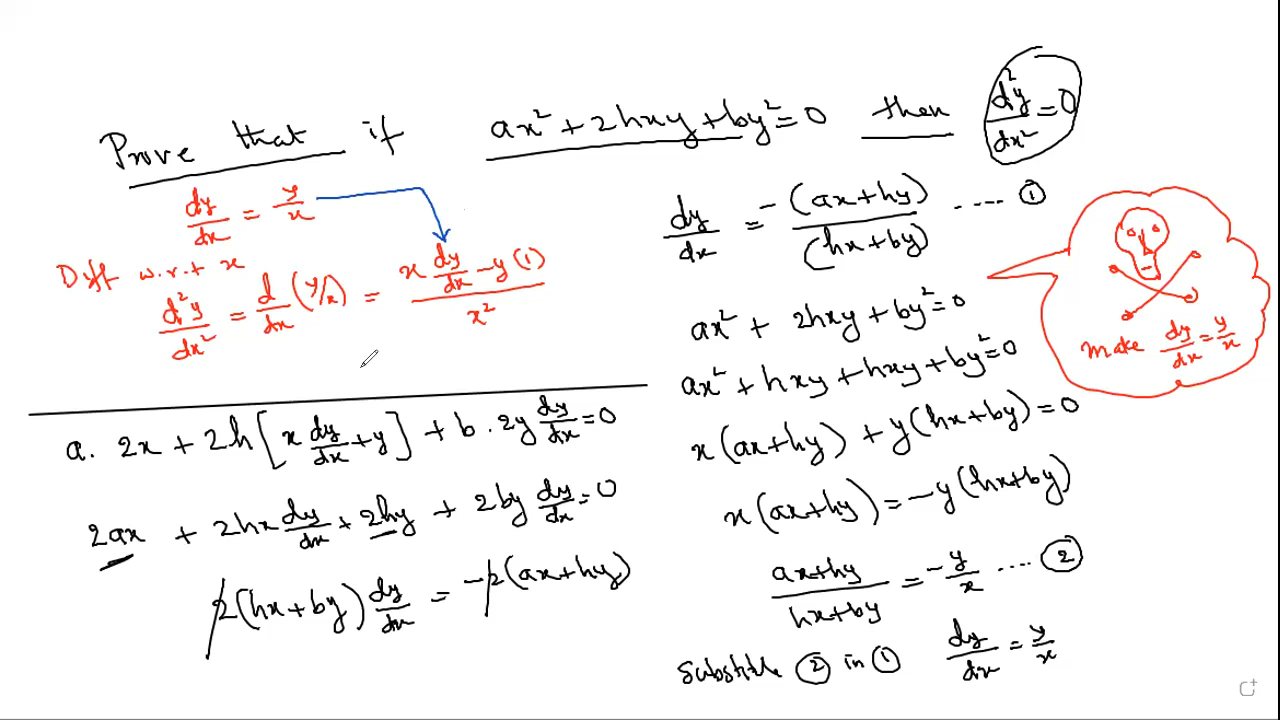 Prove that if ax² + 2hxy + by² = 0 then d²y/dx² = 0
dy/dx = y/x
Diff w.r.t x
d²y/dx² = d/dx (y/x) = (x dy/dx - y(1))/x²
a. 2x + 2h[x dy/dx + y] + b. 2y dy/dx = 0
2ax + 2hx dy/dx + 2hy + 2by dy/dx = 0
2(hx+by) dy/dx = -2(ax+hy)
dy/dx = -(ax+hy)/(hx+by) .... ①
ax² + 2hxy + by² = 0
ax² + hxy + hxy + by² = 0
x(ax+hy) + y(hx+by) = 0
x(ax+hy) = -y(hx+by)
(ax+hy)/(hx+by) = -y/x .... ②
Substitute ② in ① dy/dx = y/x
make dy/dx = y/x